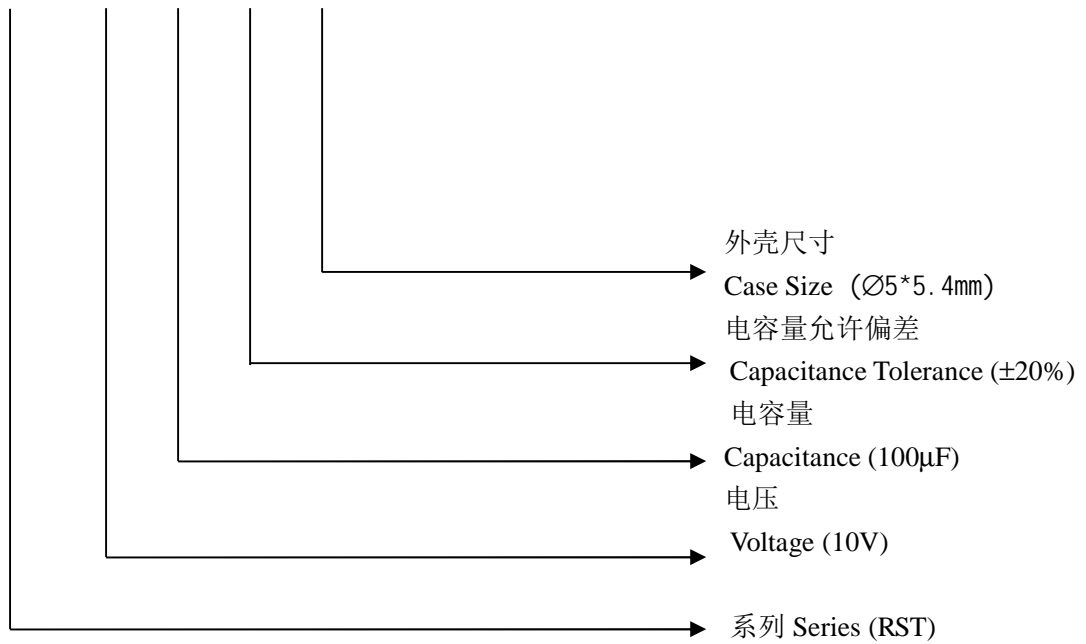 外壳尺寸
Case Size (∅5*5.4mm)
电容量允许偏差
Capacitance Tolerance (±20%)
电容量
Capacitance (100μF)
电压
Voltage (10V)
系列 Series (RST)